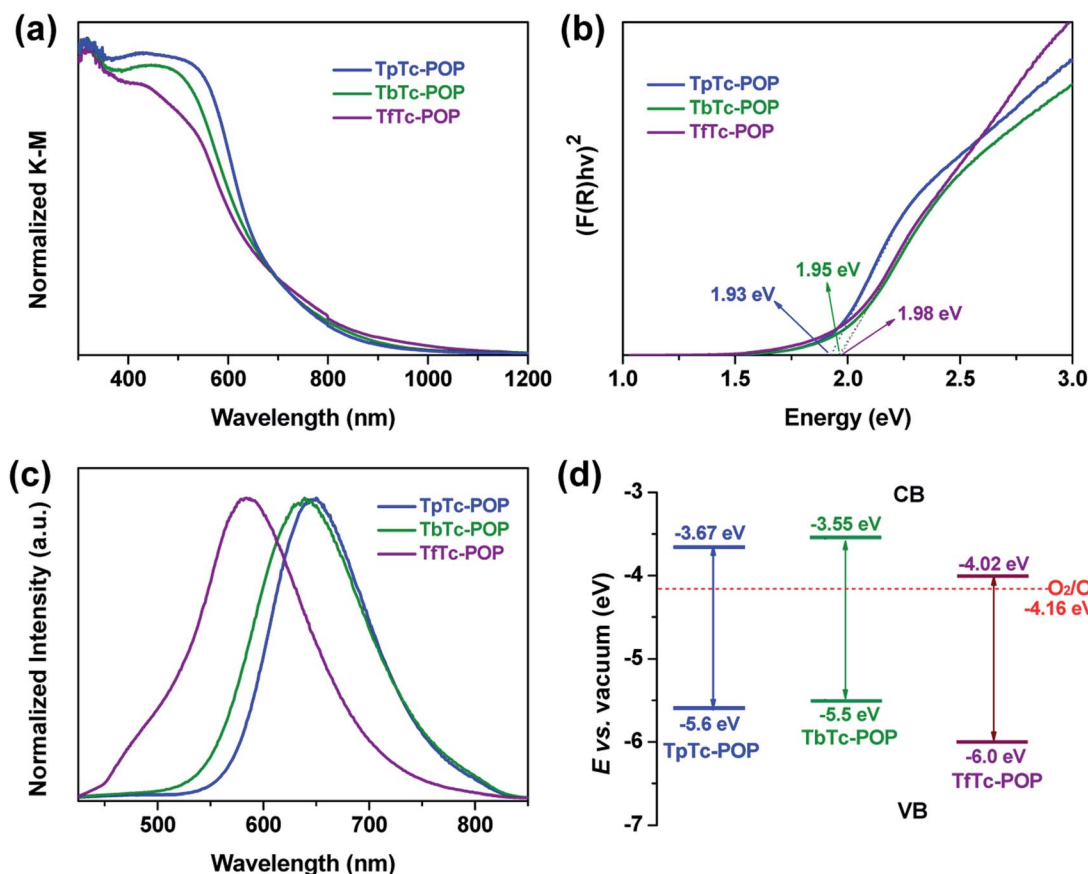 (a)
Normalized K-M
TpTc-POP
TbTc-POP
TfTc-POP
400 600 800 1000 1200
Wavelength (nm)
(b)
(F(R)hν)²
TpTc-POP
TbTc-POP
TfTc-POP
1.95 eV
1.93 eV
1.98 eV
1.0 1.5 2.0 2.5 3.0
Energy (eV)
(c)
Normalized Intensity (a.u.)
TpTc-POP
TbTc-POP
TfTc-POP
500 600 700 800
Wavelength (nm)
(d)
E vs. vacuum (eV)
-3
-4
-5
-6
-7
CB
-3.67 eV
-3.55 eV
-4.02 eV
-4.16 eV
-5.6 eV
TpTc-POP
-5.5 eV
TbTc-POP
-6.0 eV
TfTc-POP
VB